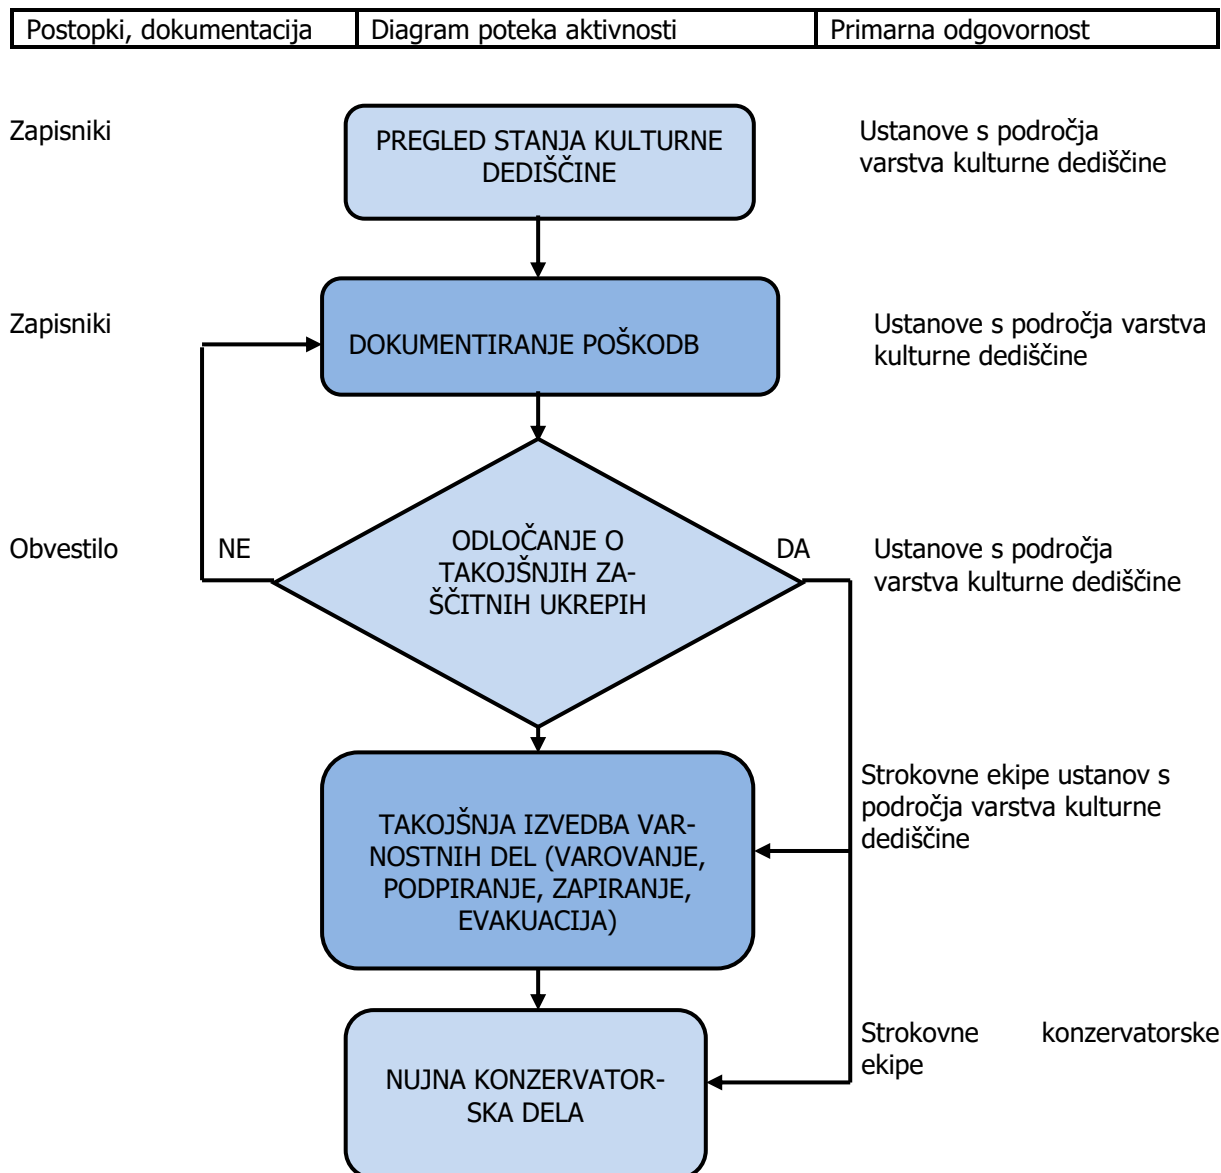 Postopki, dokumentacija
Diagram poteka aktivnosti
Primarna odgovornost
Zapisniki
PREGLED STANJA KULTURNE
DEDIŠČINE
Ustanove s področja
varstva kulturne dediščine
Zapisniki
DOKUMENTIRANJE POŠKODB
Ustanove s področja varstva
kulturne dediščine
Obvestilo
NE
ODLOČANJE O
TAKOJŠNJIH ZA-
ŠČITNIH UKREPIH
DA
Ustanove s področja
varstva kulturne dediščine
TAKOJŠNJA IZVEDBA VAR-
NOSTNIH DEL (VAROVANJE,
PODPIRANJE, ZAPIRANJE,
EVAKUACIJA)
Strokovne ekipe ustanov s
področja varstva kulturne
dediščine
NUJNA KONZERVATOR-
SKA DELA
Strokovne konzervatorske
ekipe